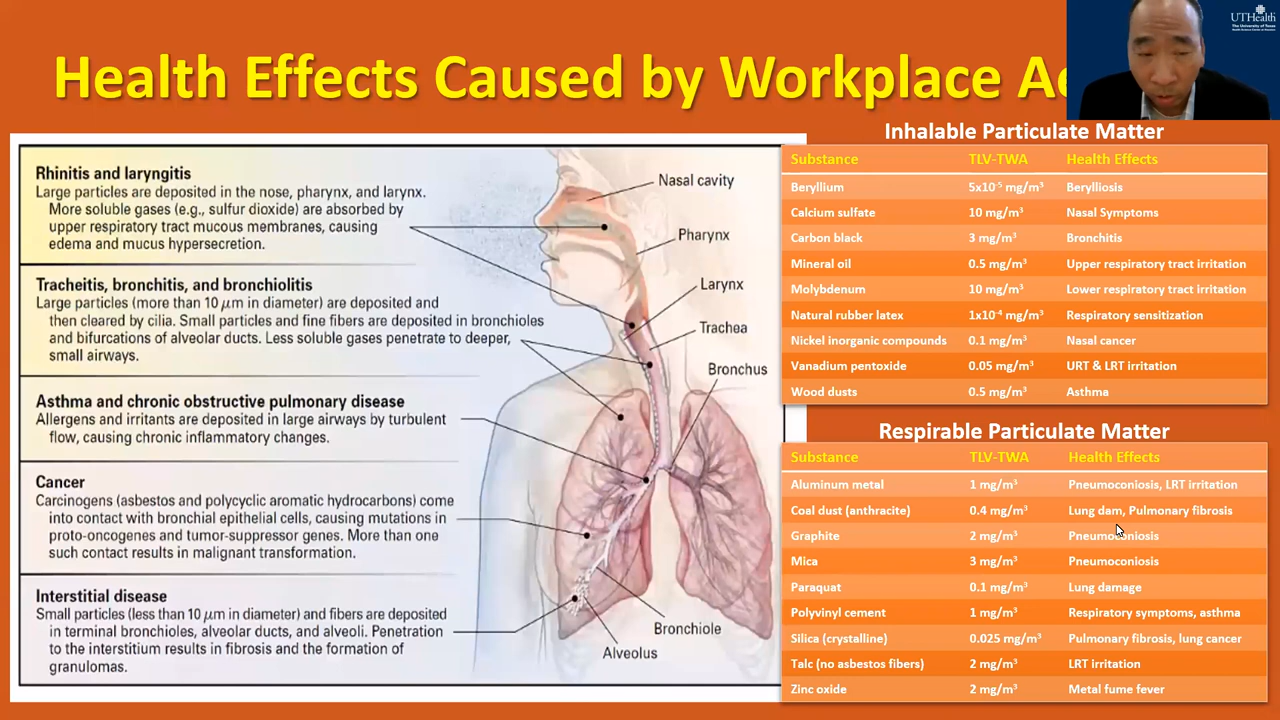 Health Effects Caused by Workplace
UTHealth
The University of Texas
Rhinitis and laryngitis
Large particles are deposited in the nose, pharynx, and larynx.
More soluble gases (e.g., sulfur dioxide) are absorbed by
upper respiratory tract mucous membranes, causing
edema and mucus hypersecretion.
Tracheitis, bronchitis, and bronchiolitis
Large particles (more than 10 μm in diameter) are deposited and
then cleared by cilia. Small particles and fine fibers are deposited in bronchioles
and bifurcations of alveolar ducts. Less soluble gases penetrate to deeper,
small airways.
Asthma and chronic obstructive pulmonary disease
Allergens and irritants are deposited in large airways by turbulent
flow, causing chronic inflammatory changes.
Cancer
Carcinogens (asbestos and polycyclic aromatic hydrocarbons) come
into contact with bronchial epithelial cells, causing mutations in
proto-oncogenes and tumor-suppressor genes. More than one
such contact results in malignant transformation.
Interstitial disease
Small particles (less than 10 μm in diameter) and fibers are deposited
in terminal bronchioles, alveolar ducts, and alveoli. Penetration
to the interstitium results in fibrosis and the formation of
granulomas.
Nasal cavity
Pharynx
Larynx
Trachea
Bronchus
Bronchiole
Alveolus
Inhalable Particulate Matter
Substance TLV-TWA Health Effects
Beryllium 5x10⁻⁵ mg/m³ Berylliosis
Calcium sulfate 10 mg/m³ Nasal Symptoms
Carbon black 3 mg/m³ Bronchitis
Mineral oil 0.5 mg/m³ Upper respiratory tract irritation
Molybdenum 10 mg/m³ Lower respiratory tract irritation
Natural rubber latex 1x10⁻⁴ mg/m³ Respiratory sensitization
Nickel inorganic compounds 0.1 mg/m³ Nasal cancer
Vanadium pentoxide 0.05 mg/m³ URT & LRT irritation
Wood dusts 0.5 mg/m³ Asthma
Respirable Particulate Matter
Substance TLV-TWA Health Effects
Aluminum metal 1 mg/m³ Pneumoconiosis, LRT irritation
Coal dust (anthracite) 0.4 mg/m³ Lung dam, Pulmonary fibrosis
Graphite 2 mg/m³ Pneumoconiosis
Mica 3 mg/m³ Pneumoconiosis
Paraquat 0.1 mg/m³ Lung damage
Polyvinyl cement 1 mg/m³ Respiratory symptoms, asthma
Silica (crystalline) 0.025 mg/m³ Pulmonary fibrosis, lung cancer
Talc (no asbestos fibers) 2 mg/m³ LRT irritation
Zinc oxide 2 mg/m³ Metal fume fever